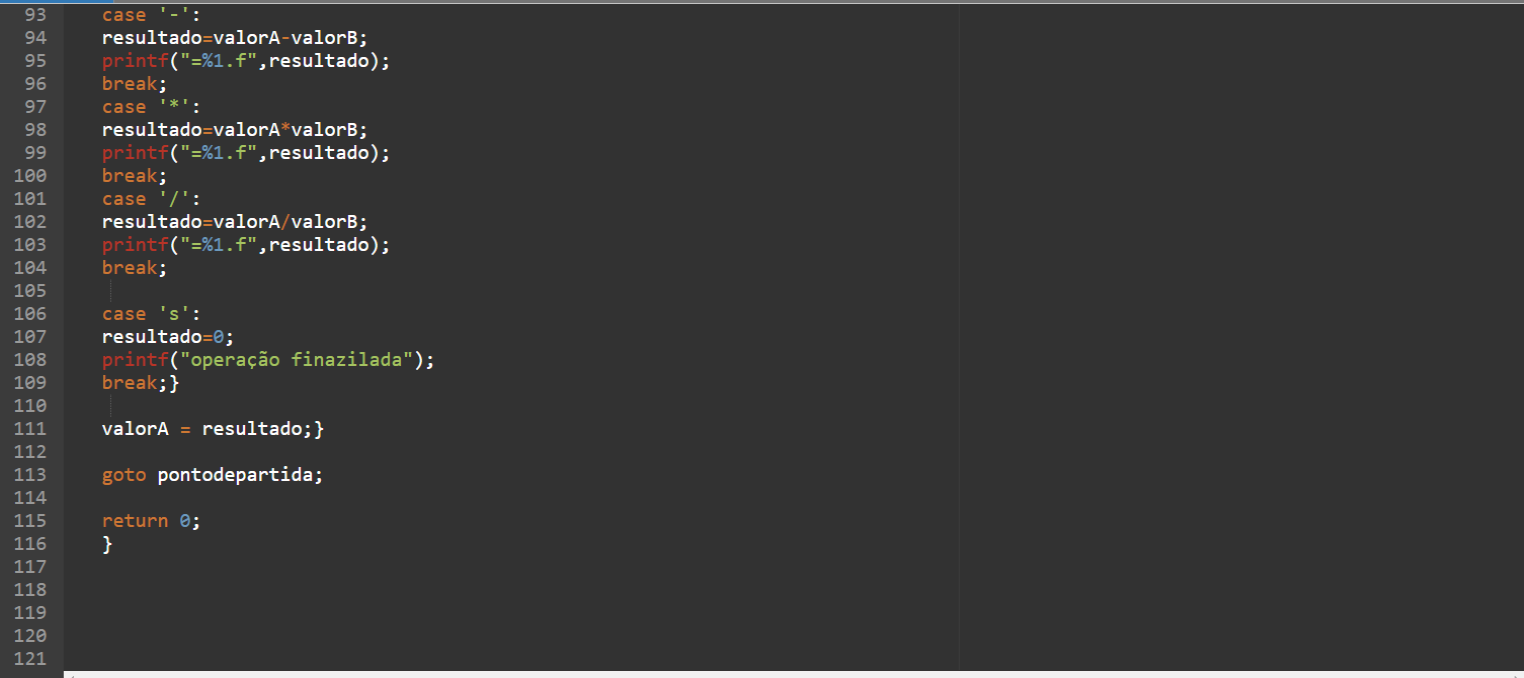 93 case '-':
94 resultado=valorA-valorB;
95 printf("=%1.f",resultado);
96 break;
97 case '*':
98 resultado=valorA*valorB;
99 printf("=%1.f",resultado);
100 break;
101 case '/':
102 resultado=valorA/valorB;
103 printf("=%1.f",resultado);
104 break;
105
106 case 's':
107 resultado=0;
108 printf("operação finazilada");
109 break;}
110
111 valorA = resultado;}
112
113 goto pontodepartida;
114
115 return 0;
116 }
117
118
119
120
121